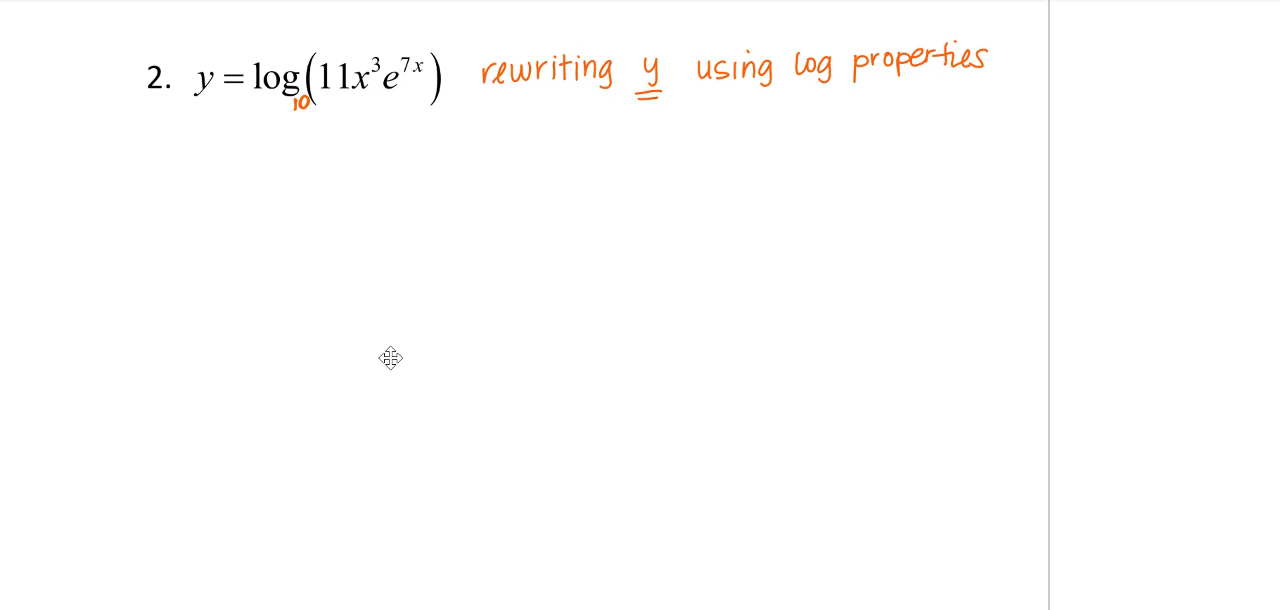 2. y = log₁₀(11x³e⁷ˣ) rewriting y using log properties